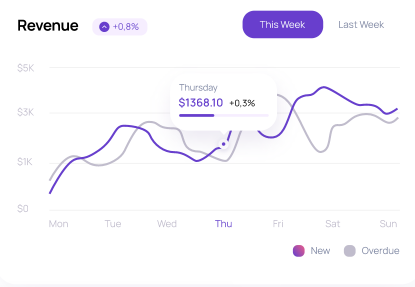 Revenue
+0,8%
This Week
Last Week
$5K
Thursday
$1368.10 +0,3%
$3K
$1K
$0
Mon Tue Wed Thu Fri Sat Sun
New
Overdue